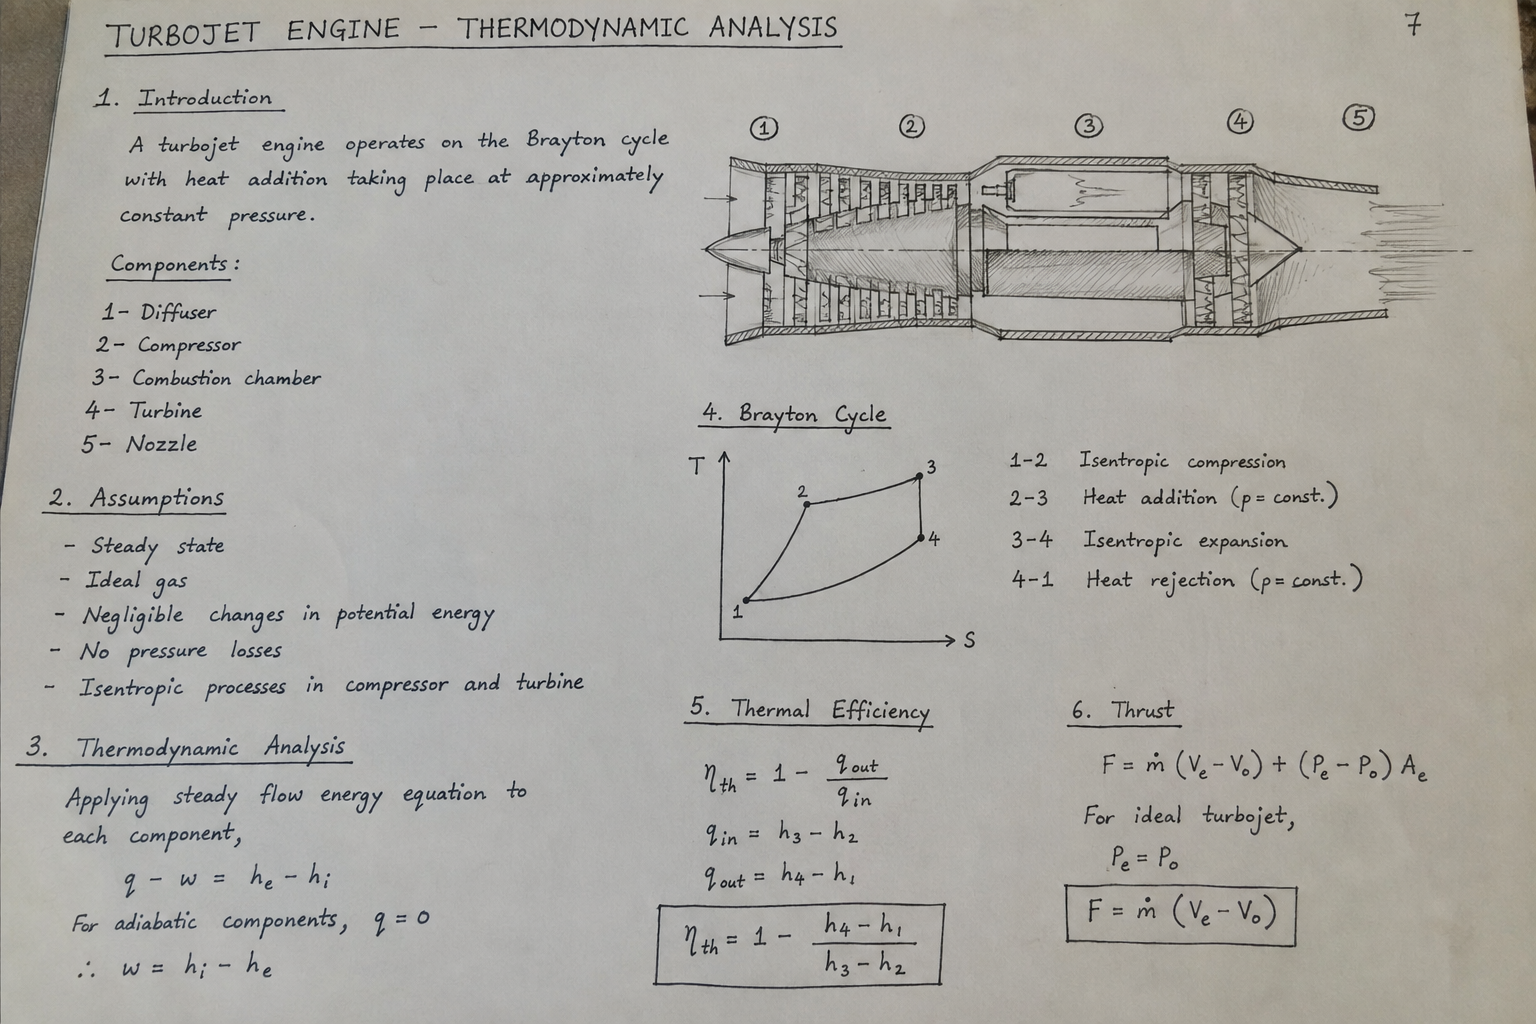 TURBOJET ENGINE – THERMODYNAMIC ANALYSIS
7
1. Introduction
A turbojet engine operates on the Brayton cycle
with heat addition taking place at approximately
constant pressure.
Components:
1– Diffuser
2– Compressor
3– Combustion chamber
4– Turbine
5– Nozzle
2. Assumptions
– Steady state
– Ideal gas
– Negligible changes in potential energy
– No pressure losses
– Isentropic processes in compressor and turbine
3. Thermodynamic Analysis
Applying steady flow energy equation to
each component,
q – w = hₑ – hᵢ
For adiabatic components, q = 0
∴ w = hᵢ – hₑ
① ② ③ ④ ⑤
4. Brayton Cycle
T
3
2
4
1
S
1–2 Isentropic compression
2–3 Heat addition (p = const.)
3–4 Isentropic expansion
4–1 Heat rejection (p = const.)
5. Thermal Efficiency
η_th = 1 – q_out / q_in
q_in = h₃ – h₂
q_out = h₄ – h₁
η_th = 1 – (h₄ – h₁) / (h₃ – h₂)
6. Thrust
F = ṁ (Vₑ – V₀) + (Pₑ – P₀) Aₑ
For ideal turbojet,
Pₑ = P₀
F = ṁ (Vₑ – V₀)